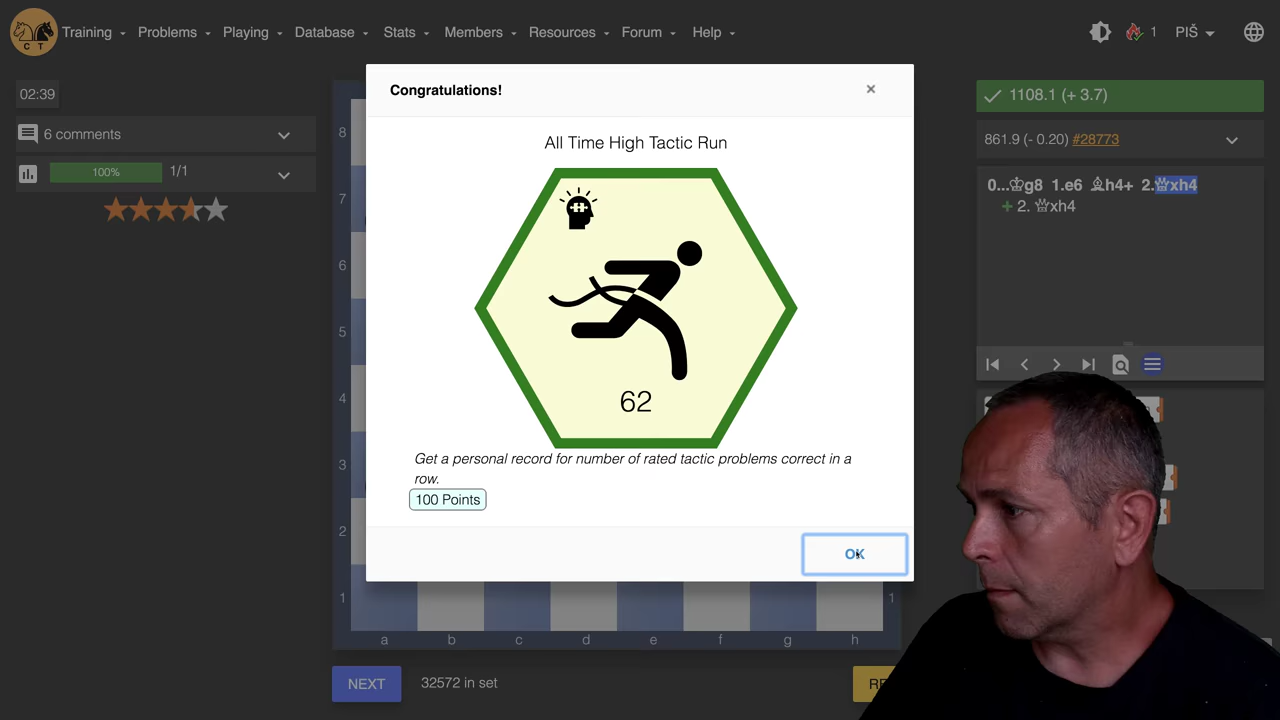 C T
Training
Problems
Playing
Database
Stats
Members
Resources
Forum
Help
1
PIŠ
02:39
6 comments
100%
1/1
Congratulations!
×
All Time High Tactic Run
62
Get a personal record for number of rated tactic problems correct in a
row.
100 Points
OK
8
7
6
5
4
3
2
1
1
a b c d e f g h
NEXT
32572 in set
1108.1 (+ 3.7)
861.9 (- 0.20) #28773
0...♔g8 1.e6 ♗h4+ 2.♕xh4
+ 2. ♕xh4